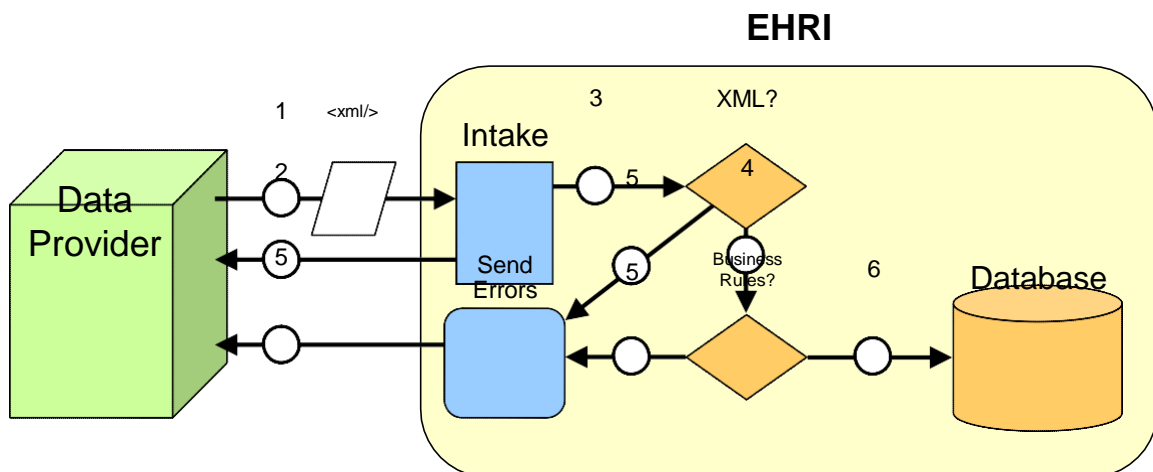 EHRI
1
<xml/>
3
XML?
Intake
2
5
4
Data
Provider
5
Send
Errors
5
Business
Rules?
6
Database